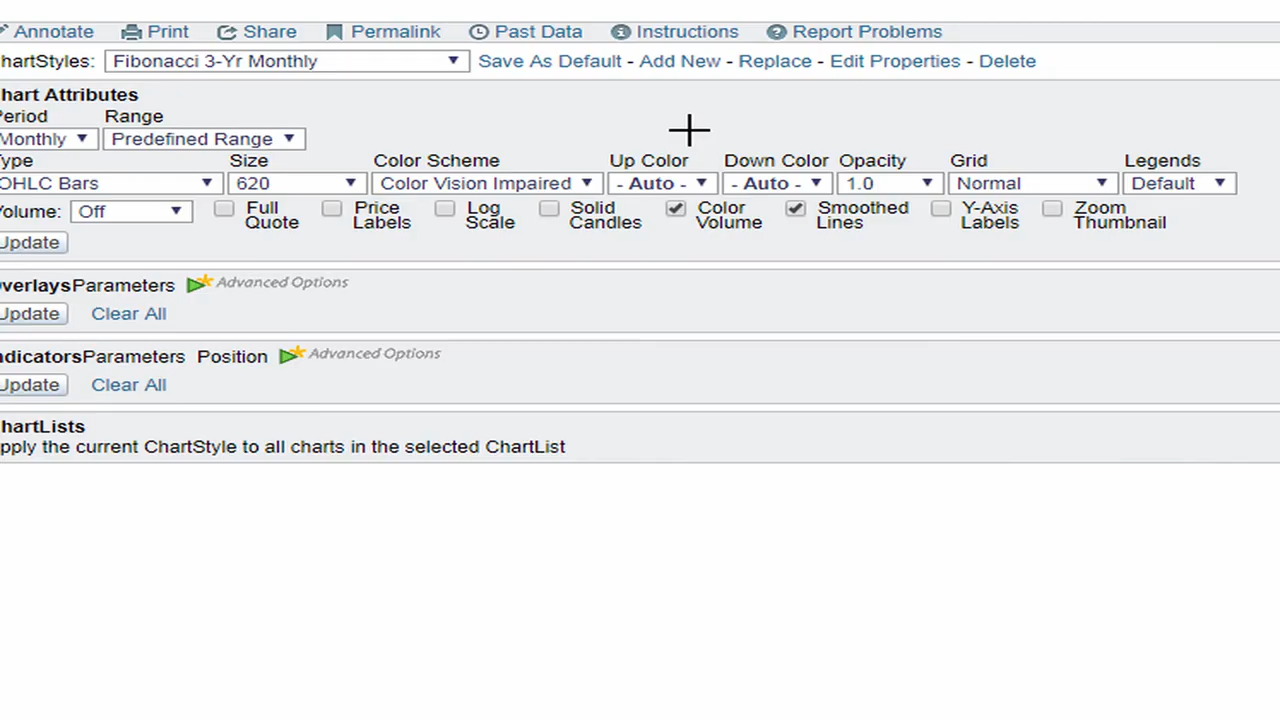 Annotate Print Share Permalink Past Data Instructions Report Problems
hartStyles: Fibonacci 3-Yr Monthly Save As Default - Add New - Replace - Edit Properties - Delete
hart Attributes
Period Range
Monthly Predefined Range
Type Size Color Scheme Up Color Down Color Opacity Grid Legends
OHLC Bars 620 Color Vision Impaired - Auto - - Auto - 1.0 Normal Default
Volume: Off Full Quote Price Labels Log Scale Solid Candles Color Volume Smoothed Lines Y-Axis Labels Zoom Thumbnail
Update
verlaysParameters Advanced Options
Update Clear All
ndicatorsParameters Position Advanced Options
Update Clear All
hartLists
pply the current ChartStyle to all charts in the selected ChartList